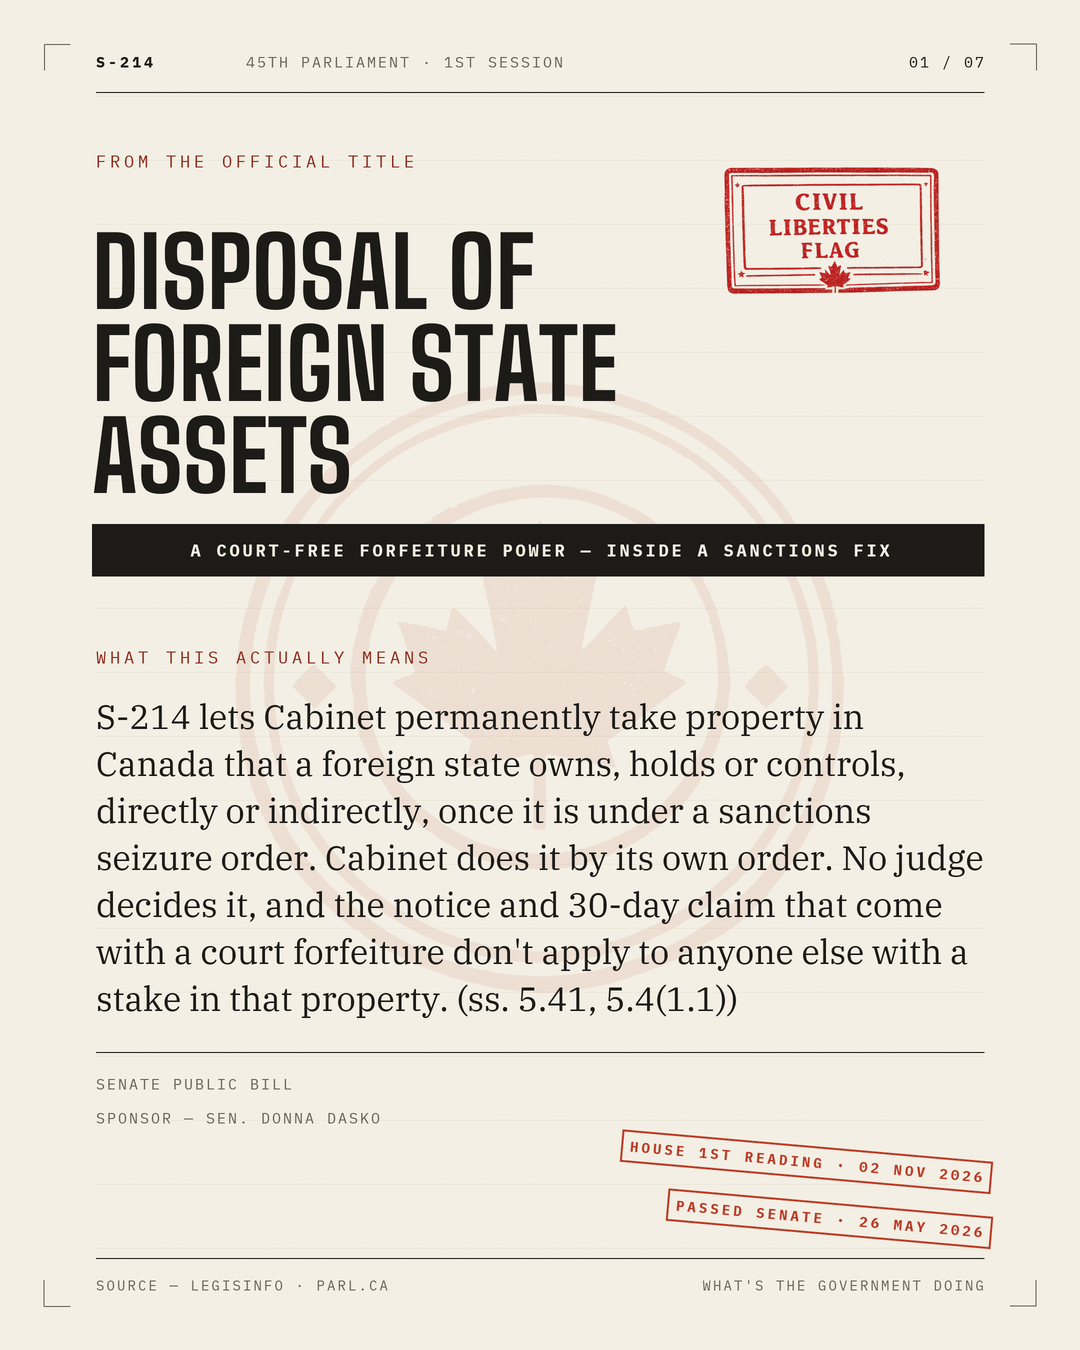 S-214 45TH PARLIAMENT · 1ST SESSION 01 / 07
FROM THE OFFICIAL TITLE
CIVIL
LIBERTIES
FLAG
DISPOSAL OF
FOREIGN STATE
ASSETS
A COURT-FREE FORFEITURE POWER — INSIDE A SANCTIONS FIX
WHAT THIS ACTUALLY MEANS
S-214 lets Cabinet permanently take property in
Canada that a foreign state owns, holds or controls,
directly or indirectly, once it is under a sanctions
seizure order. Cabinet does it by its own order. No judge
decides it, and the notice and 30-day claim that come
with a court forfeiture don't apply to anyone else with a
stake in that property. (ss. 5.41, 5.4(1.1))
SENATE PUBLIC BILL
SPONSOR — SEN. DONNA DASKO
HOUSE 1ST READING · 02 NOV 2026
PASSED SENATE · 26 MAY 2026
SOURCE — LEGISINFO · PARL.CA WHAT'S THE GOVERNMENT DOING